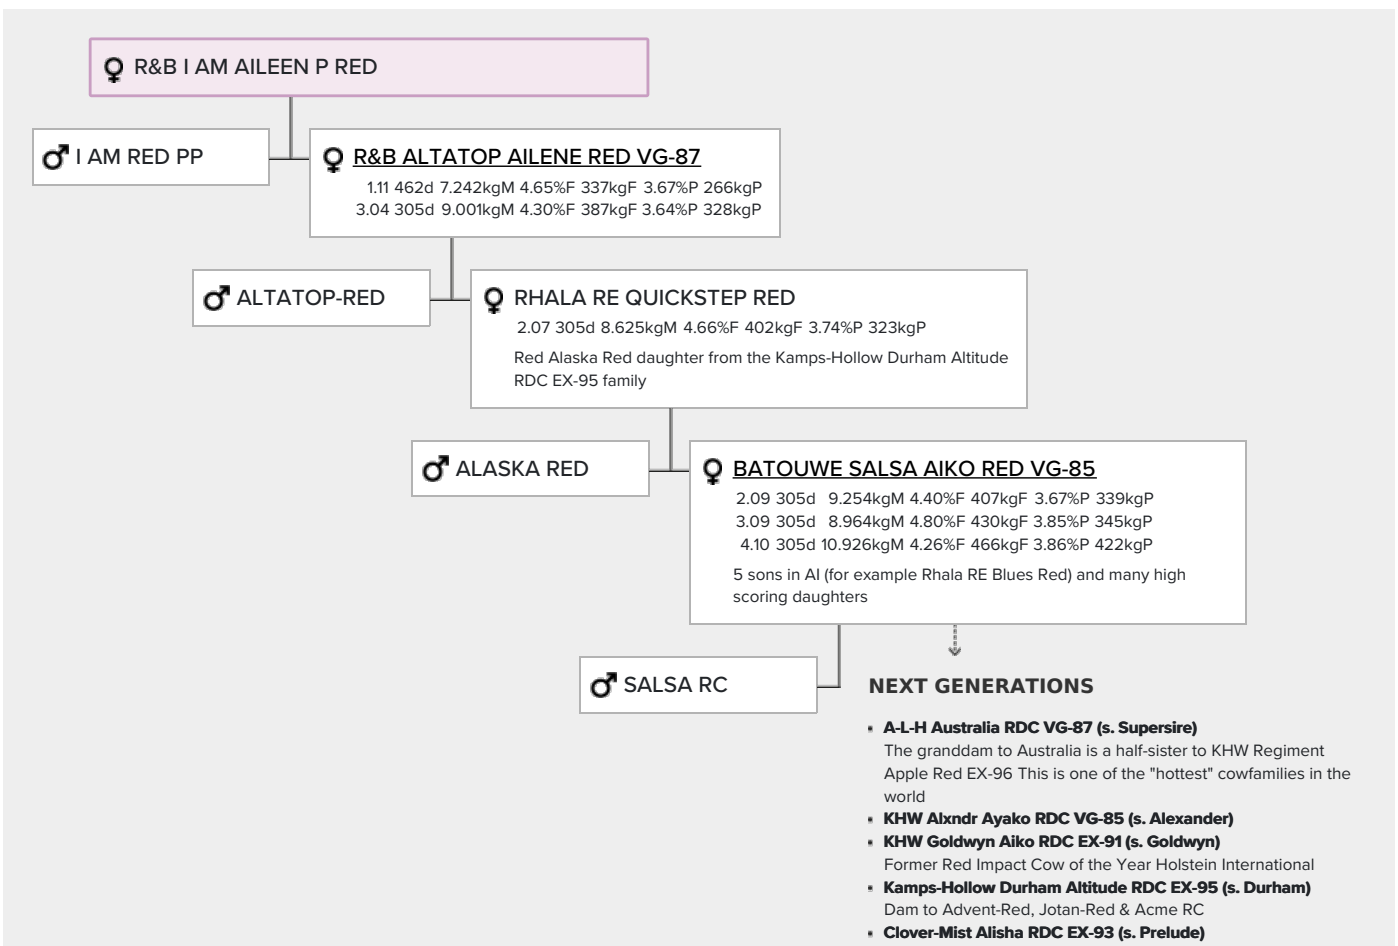 R&B I AM AILEEN P RED
I AM RED PP
R&B ALTATOP AILENE RED VG-87
1.11 462d 7.242kgM 4.65%F 337kgF 3.67%P 266kgP
3.04 305d 9.001kgM 4.30%F 387kgF 3.64%P 328kgP
ALTATOP-RED
RHALA RE QUICKSTEP RED
2.07 305d 8.625kgM 4.66%F 402kgF 3.74%P 323kgP
Red Alaska Red daughter from the Kamps-Hollow Durham Altitude
RDC EX-95 family
ALASKA RED
BATOUWE SALSA AIKO RED VG-85
2.09 305d 9.254kgM 4.40%F 407kgF 3.67%P 339kgP
3.09 305d 8.964kgM 4.80%F 430kgF 3.85%P 345kgP
4.10 305d 10.926kgM 4.26%F 466kgF 3.86%P 422kgP
5 sons in AI (for example Rhala RE Blues Red) and many high
scoring daughters
SALSA RC
NEXT GENERATIONS
A-L-H Australia RDC VG-87 (s. Supersire)
The granddam to Australia is a half-sister to KHW Regiment
Apple Red EX-96 This is one of the "hottest" cowfamilies in the
world
KHW Alxndr Ayako RDC VG-85 (s. Alexander)
KHW Goldwyn Aiko RDC EX-91 (s. Goldwyn)
Former Red Impact Cow of the Year Holstein International
Kamps-Hollow Durham Altitude RDC EX-95 (s. Durham)
Dam to Advent-Red, Jotan-Red & Acme RC
Clover-Mist Alisha RDC EX-93 (s. Prelude)